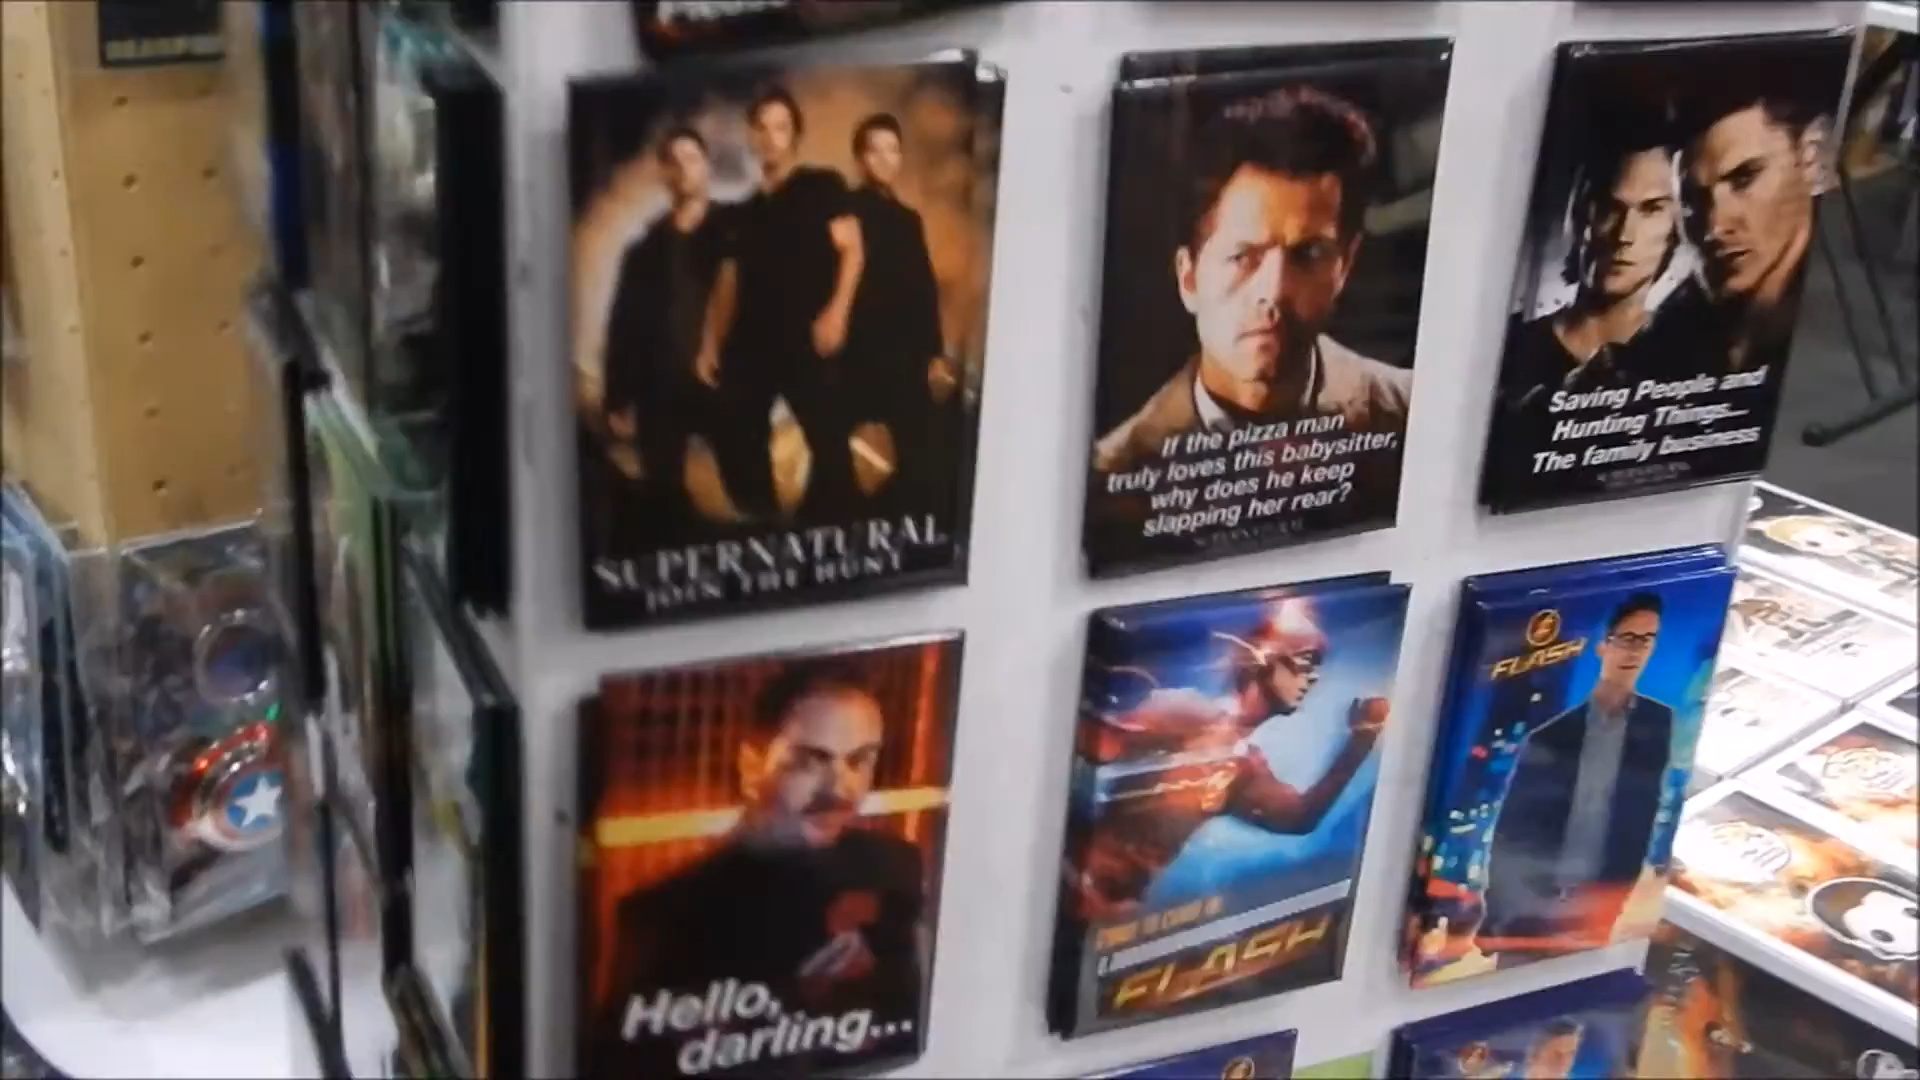 SUPERNATURAL
JOIN THE HUNT
If the pizza man
truly loves this babysitter,
why does he keep
slapping her rear?
SUPERNATURAL
Saving People and
Hunting Things...
The family business
Hello,
darling...
FLASH
FLASH